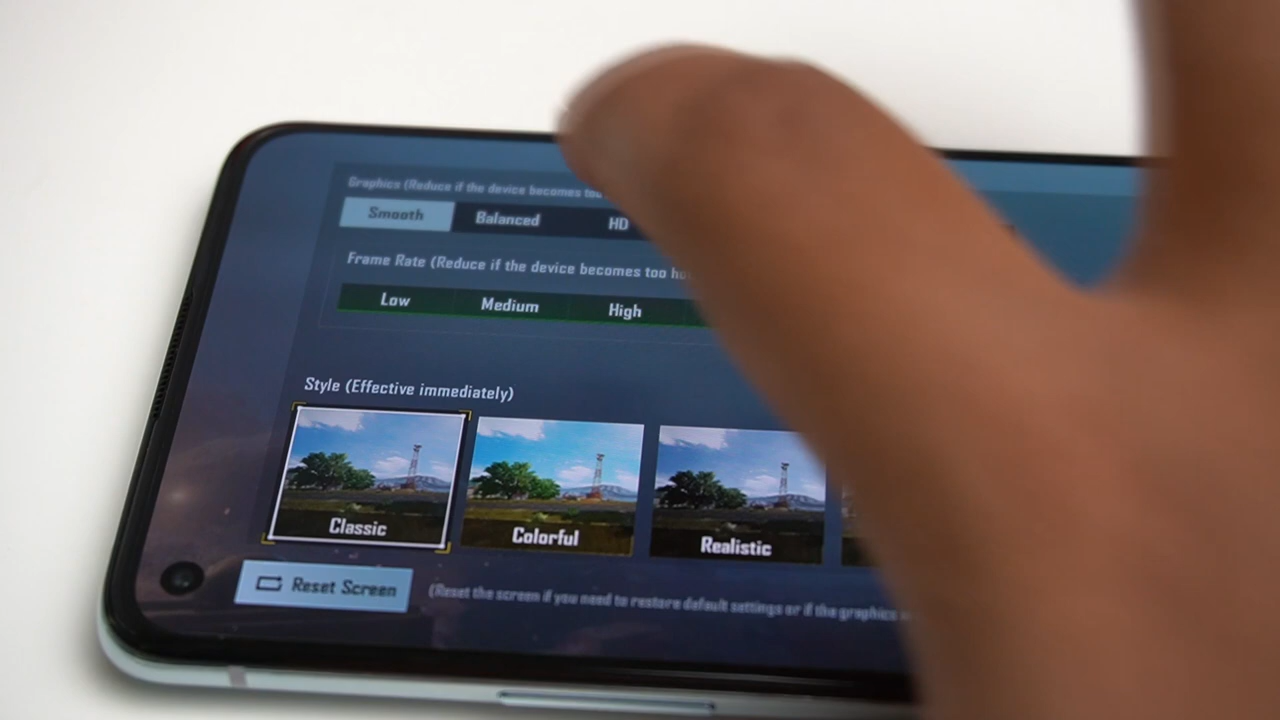 Graphics (Reduce if the device becomes too
Smooth Balanced HD
Frame Rate (Reduce if the device becomes too
Low Medium High
Style (Effective immediately)
Classic Colorful Realistic
Reset Screen (Reset the screen if you need to restore default settings or if the graphics